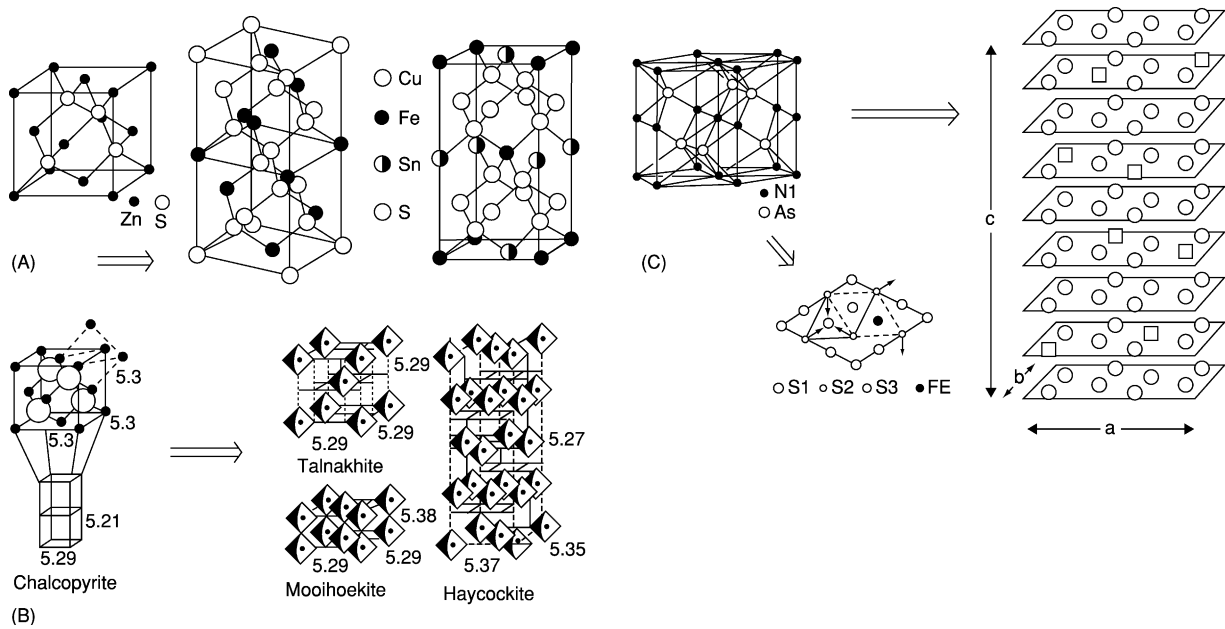 Zn
S
Cu
Fe
Sn
S
(A)
5.3
5.3
5.3
5.21
5.29
Chalcopyrite
5.29
5.29
5.29
Talnakhite
5.38
5.29
5.29
Mooihoekite
5.27
5.35
5.37
Haycockite
(B)
N1
As
(C)
S1
S2
S3
FE
c
b
a